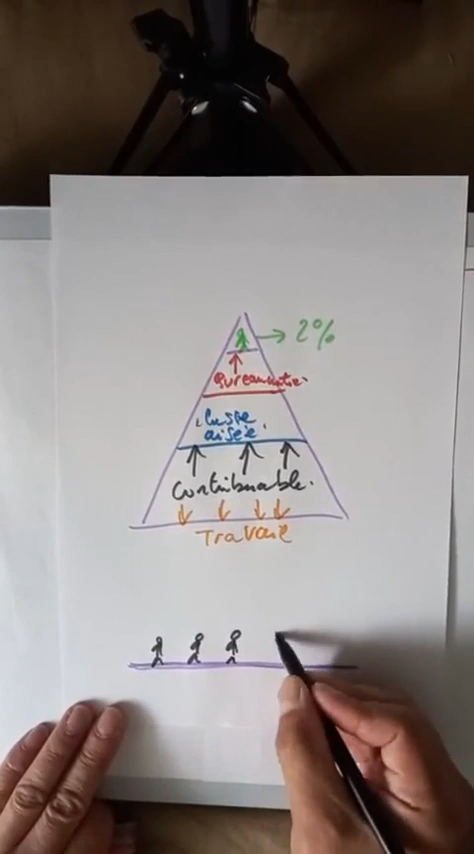 2%
Bureaucratie.
classe
aisée.
Contribuable.
Travail